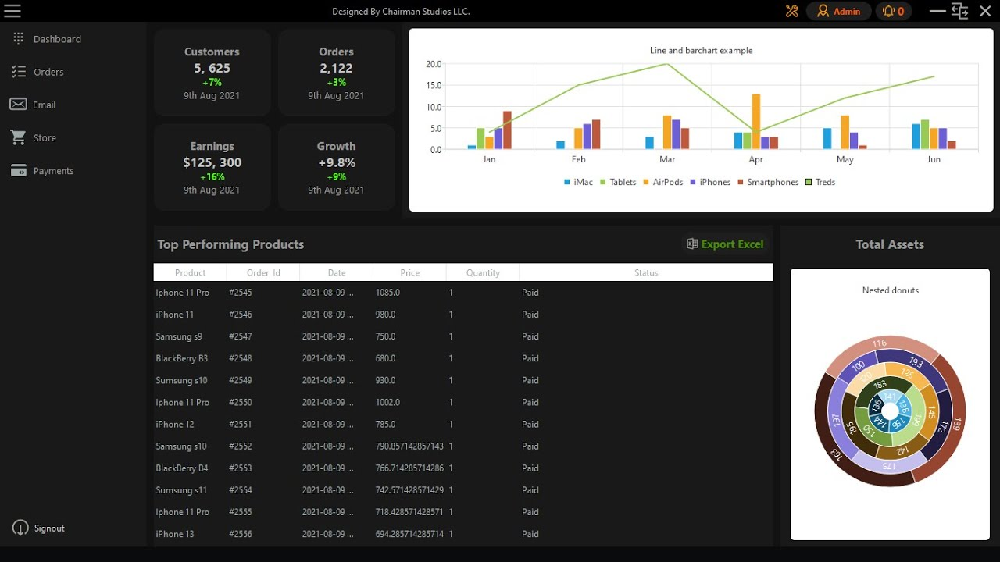 Designed By Chairman Studios LLC.
Admin
0
Dashboard
Orders
Email
Store
Payments
Signout
Customers
5, 625
+7%
9th Aug 2021
Orders
2,122
+3%
9th Aug 2021
Earnings
$125, 300
+16%
9th Aug 2021
Growth
+9.8%
+9%
9th Aug 2021
Line and barchart example
20.0
15.0
10.0
5.0
0.0
Jan Feb Mar Apr May Jun
iMac Tablets AirPods iPhones Smartphones Treds
Top Performing Products
Export Excel
Product Order Id Date Price Quantity Status
Iphone 11 Pro #2545 2021-08-09 ... 1085.0 1 Paid
iPhone 11 #2546 2021-08-09 ... 980.0 1 Paid
Samsung s9 #2547 2021-08-09 ... 750.0 1 Paid
BlackBerry B3 #2548 2021-08-09 ... 680.0 1 Paid
Sumsung s10 #2549 2021-08-09 ... 930.0 1 Paid
Iphone 11 Pro #2550 2021-08-09 ... 1002.0 1 Paid
iPhone 12 #2551 2021-08-09 ... 785.0 1 Paid
Samsung s10 #2552 2021-08-09 ... 790.857142857143 1 Paid
BlackBerry B4 #2553 2021-08-09 ... 766.714285714286 1 Paid
Sumsung s11 #2554 2021-08-09 ... 742.571428571429 1 Paid
Iphone 11 Pro #2555 2021-08-09 ... 718.428571428571 1 Paid
iPhone 13 #2556 2021-08-09 ... 694.285714285714 1 Paid
Total Assets
Nested donuts
116
139
163
193
172
175
197
100
125
145
142
195
183
199
150
141
138
156
144
136